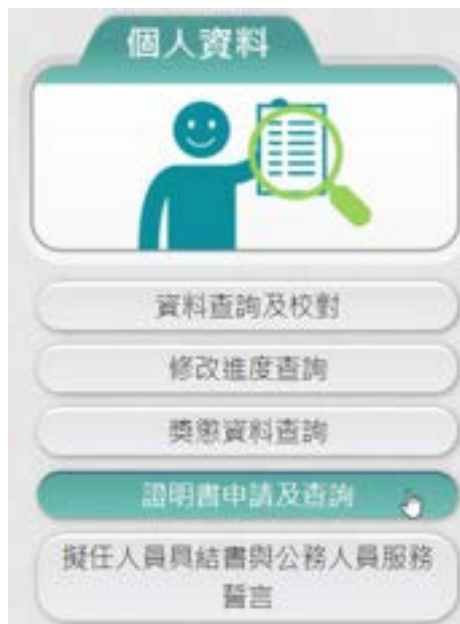 個人資料
資料查詢及校對
修改進度查詢
獎懲資料查詢
證明書申請及查詢
擬任人員具結書與公務人員服務
誓言